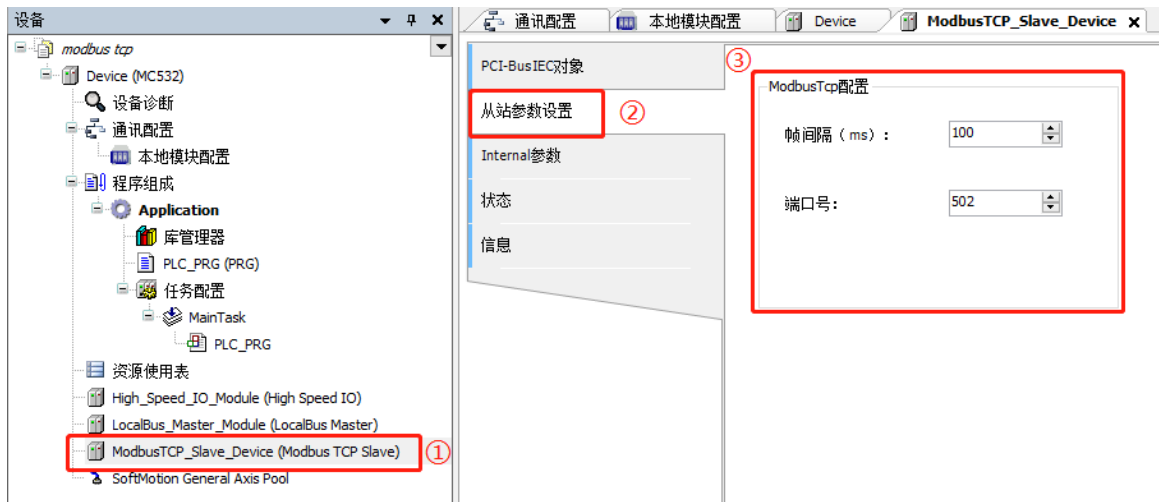 设备
modbus tcp
Device (MC532)
设备诊断
通讯配置
本地模块配置
程序组成
Application
库管理器
PLC_PRG (PRG)
任务配置
MainTask
PLC_PRG
资源使用表
High_Speed_IO_Module (High Speed IO)
LocalBus_Master_Module (LocalBus Master)
ModbusTCP_Slave_Device (Modbus TCP Slave)
①
SoftMotion General Axis Pool
通讯配置
本地模块配置
Device
ModbusTCP_Slave_Device
PCI-BusIEC对象
从站参数设置
②
Internal参数
状态
信息
③
ModbusTcp配置
帧间隔（ms）： 100
端口号： 502